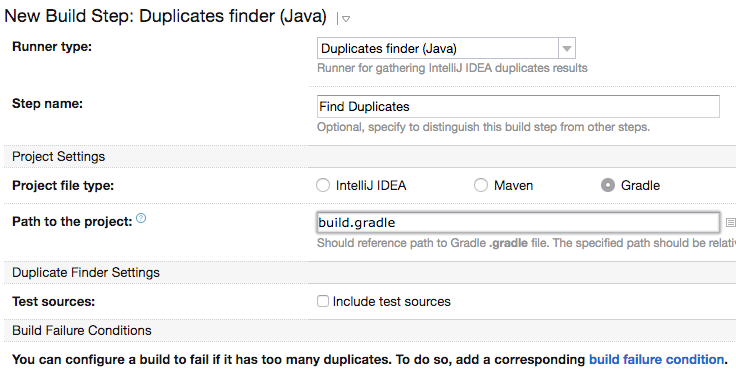 New Build Step: Duplicates finder (Java)
Runner type: Duplicates finder (Java)
Runner for gathering IntelliJ IDEA duplicates results
Step name: Find Duplicates
Optional, specify to distinguish this build step from other steps.
Project Settings
Project file type: IntelliJ IDEA Maven Gradle
Path to the project: ? build.gradle
Should reference path to Gradle .gradle file. The specified path should be relativ
Duplicate Finder Settings
Test sources: Include test sources
Build Failure Conditions
You can configure a build to fail if it has too many duplicates. To do so, add a corresponding build failure condition.